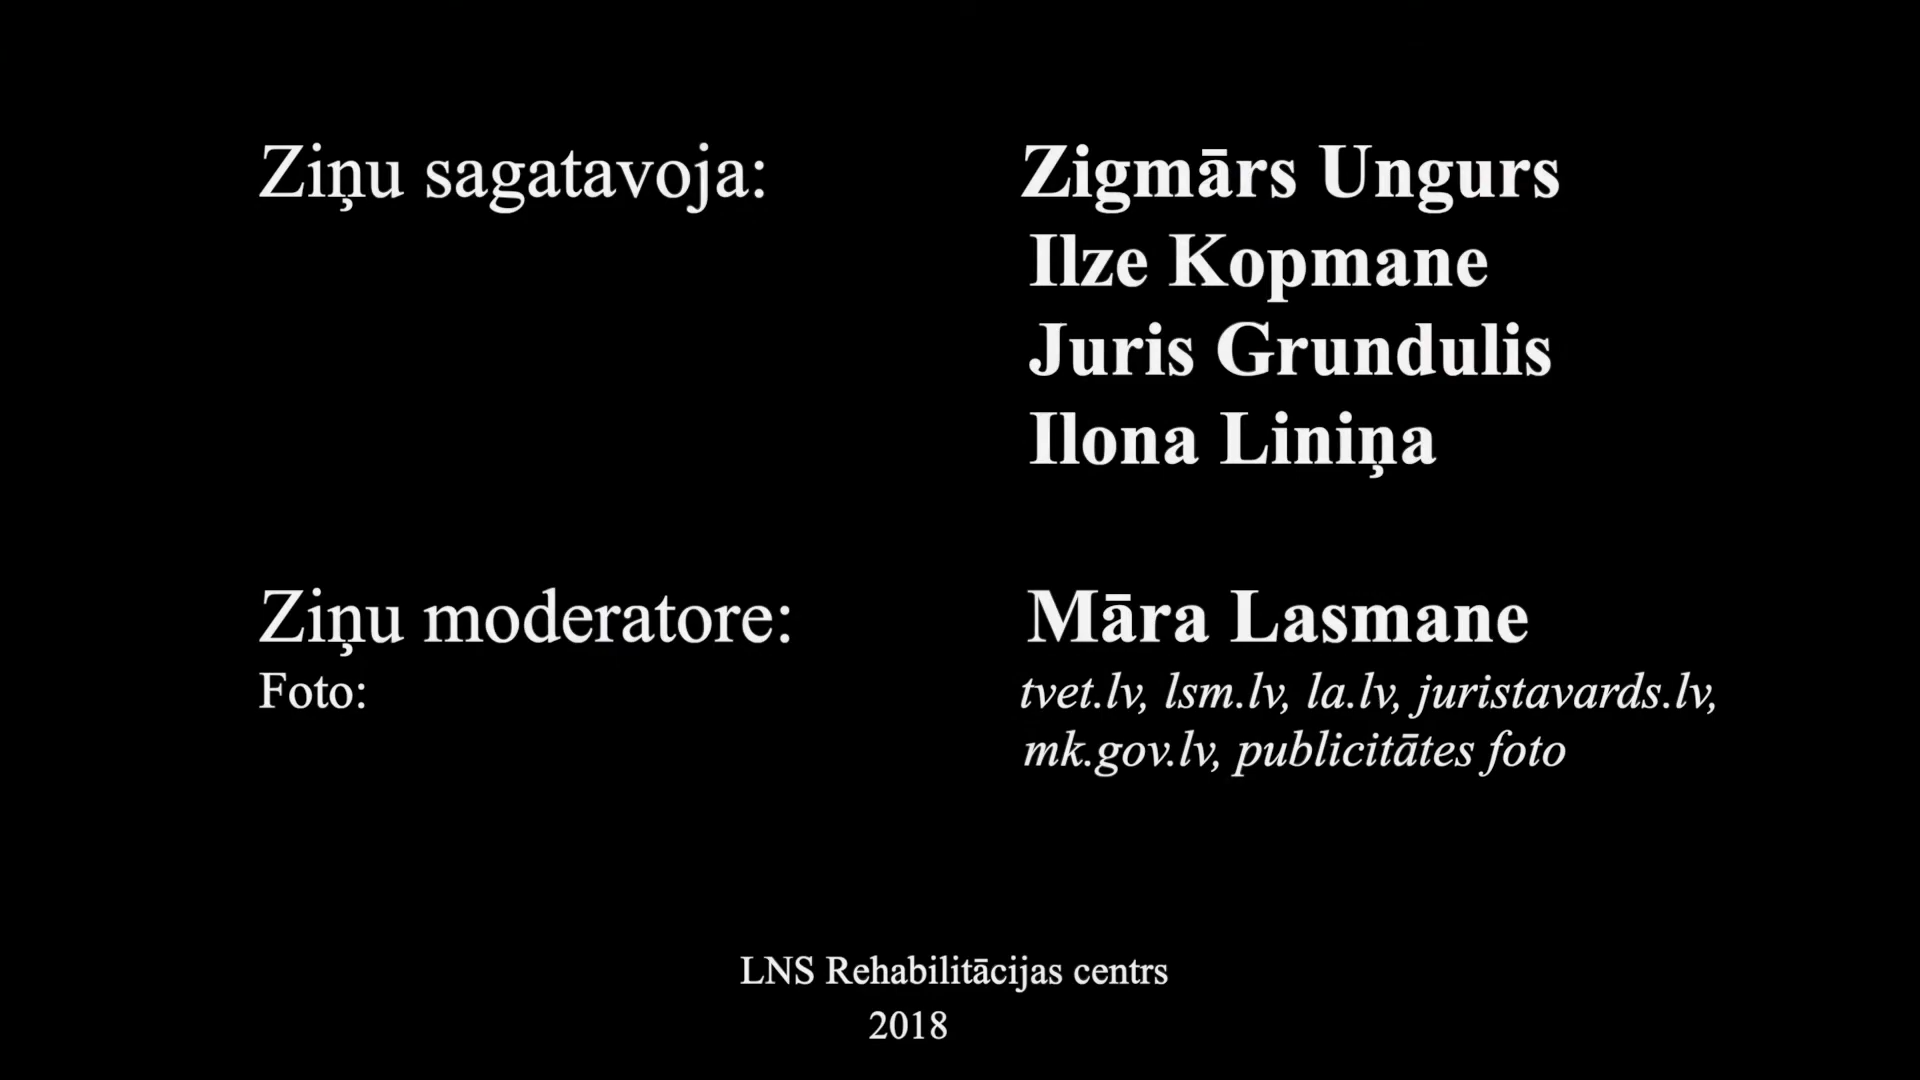 Ziņu sagatavoja: Zigmārs Ungurs
Ilze Kopmane
Juris Grundulis
Ilona Liniņa
Ziņu moderatore: Māra Lasmane
Foto: tvet.lv, lsm.lv, la.lv, juristavards.lv,
mk.gov.lv, publicitātes foto
LNS Rehabilitācijas centrs
2018